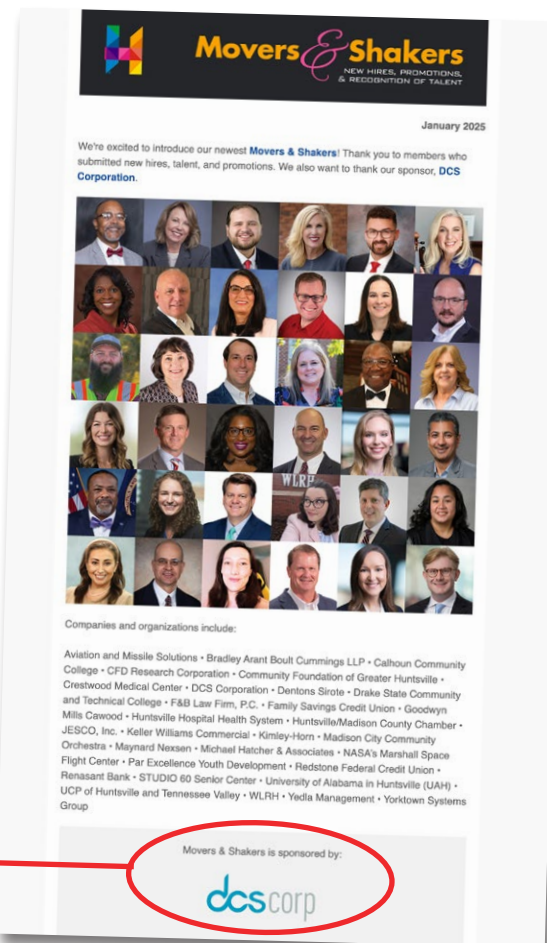 Movers & Shakers
NEW HIRES, PROMOTIONS,
& RECOGNITION OF TALENT
January 2025
We're excited to introduce our newest Movers & Shakers! Thank you to members who
submitted new hires, talent, and promotions. We also want to thank our sponsor, DCS
Corporation.
WLRH
Companies and organizations include:
Aviation and Missile Solutions • Bradley Arant Boult Cummings LLP • Calhoun Community
College • CFD Research Corporation • Community Foundation of Greater Huntsville •
Crestwood Medical Center • DCS Corporation • Dentons Sirote • Drake State Community
and Technical College • F&B Law Firm, P.C. • Family Savings Credit Union • Goodwyn
Mills Cawood • Huntsville Hospital Health System • Huntsville/Madison County Chamber •
JESCO, Inc. • Keller Williams Commercial • Kimley-Horn • Madison City Community
Orchestra • Maynard Nexsen • Michael Hatcher & Associates • NASA's Marshall Space
Flight Center • Par Excellence Youth Development • Redstone Federal Credit Union •
Renasant Bank • STUDIO 60 Senior Center • University of Alabama in Huntsville (UAH) •
UCP of Huntsville and Tennessee Valley • WLRH • Yedla Management • Yorktown Systems
Group
Movers & Shakers is sponsored by:
dcs corp